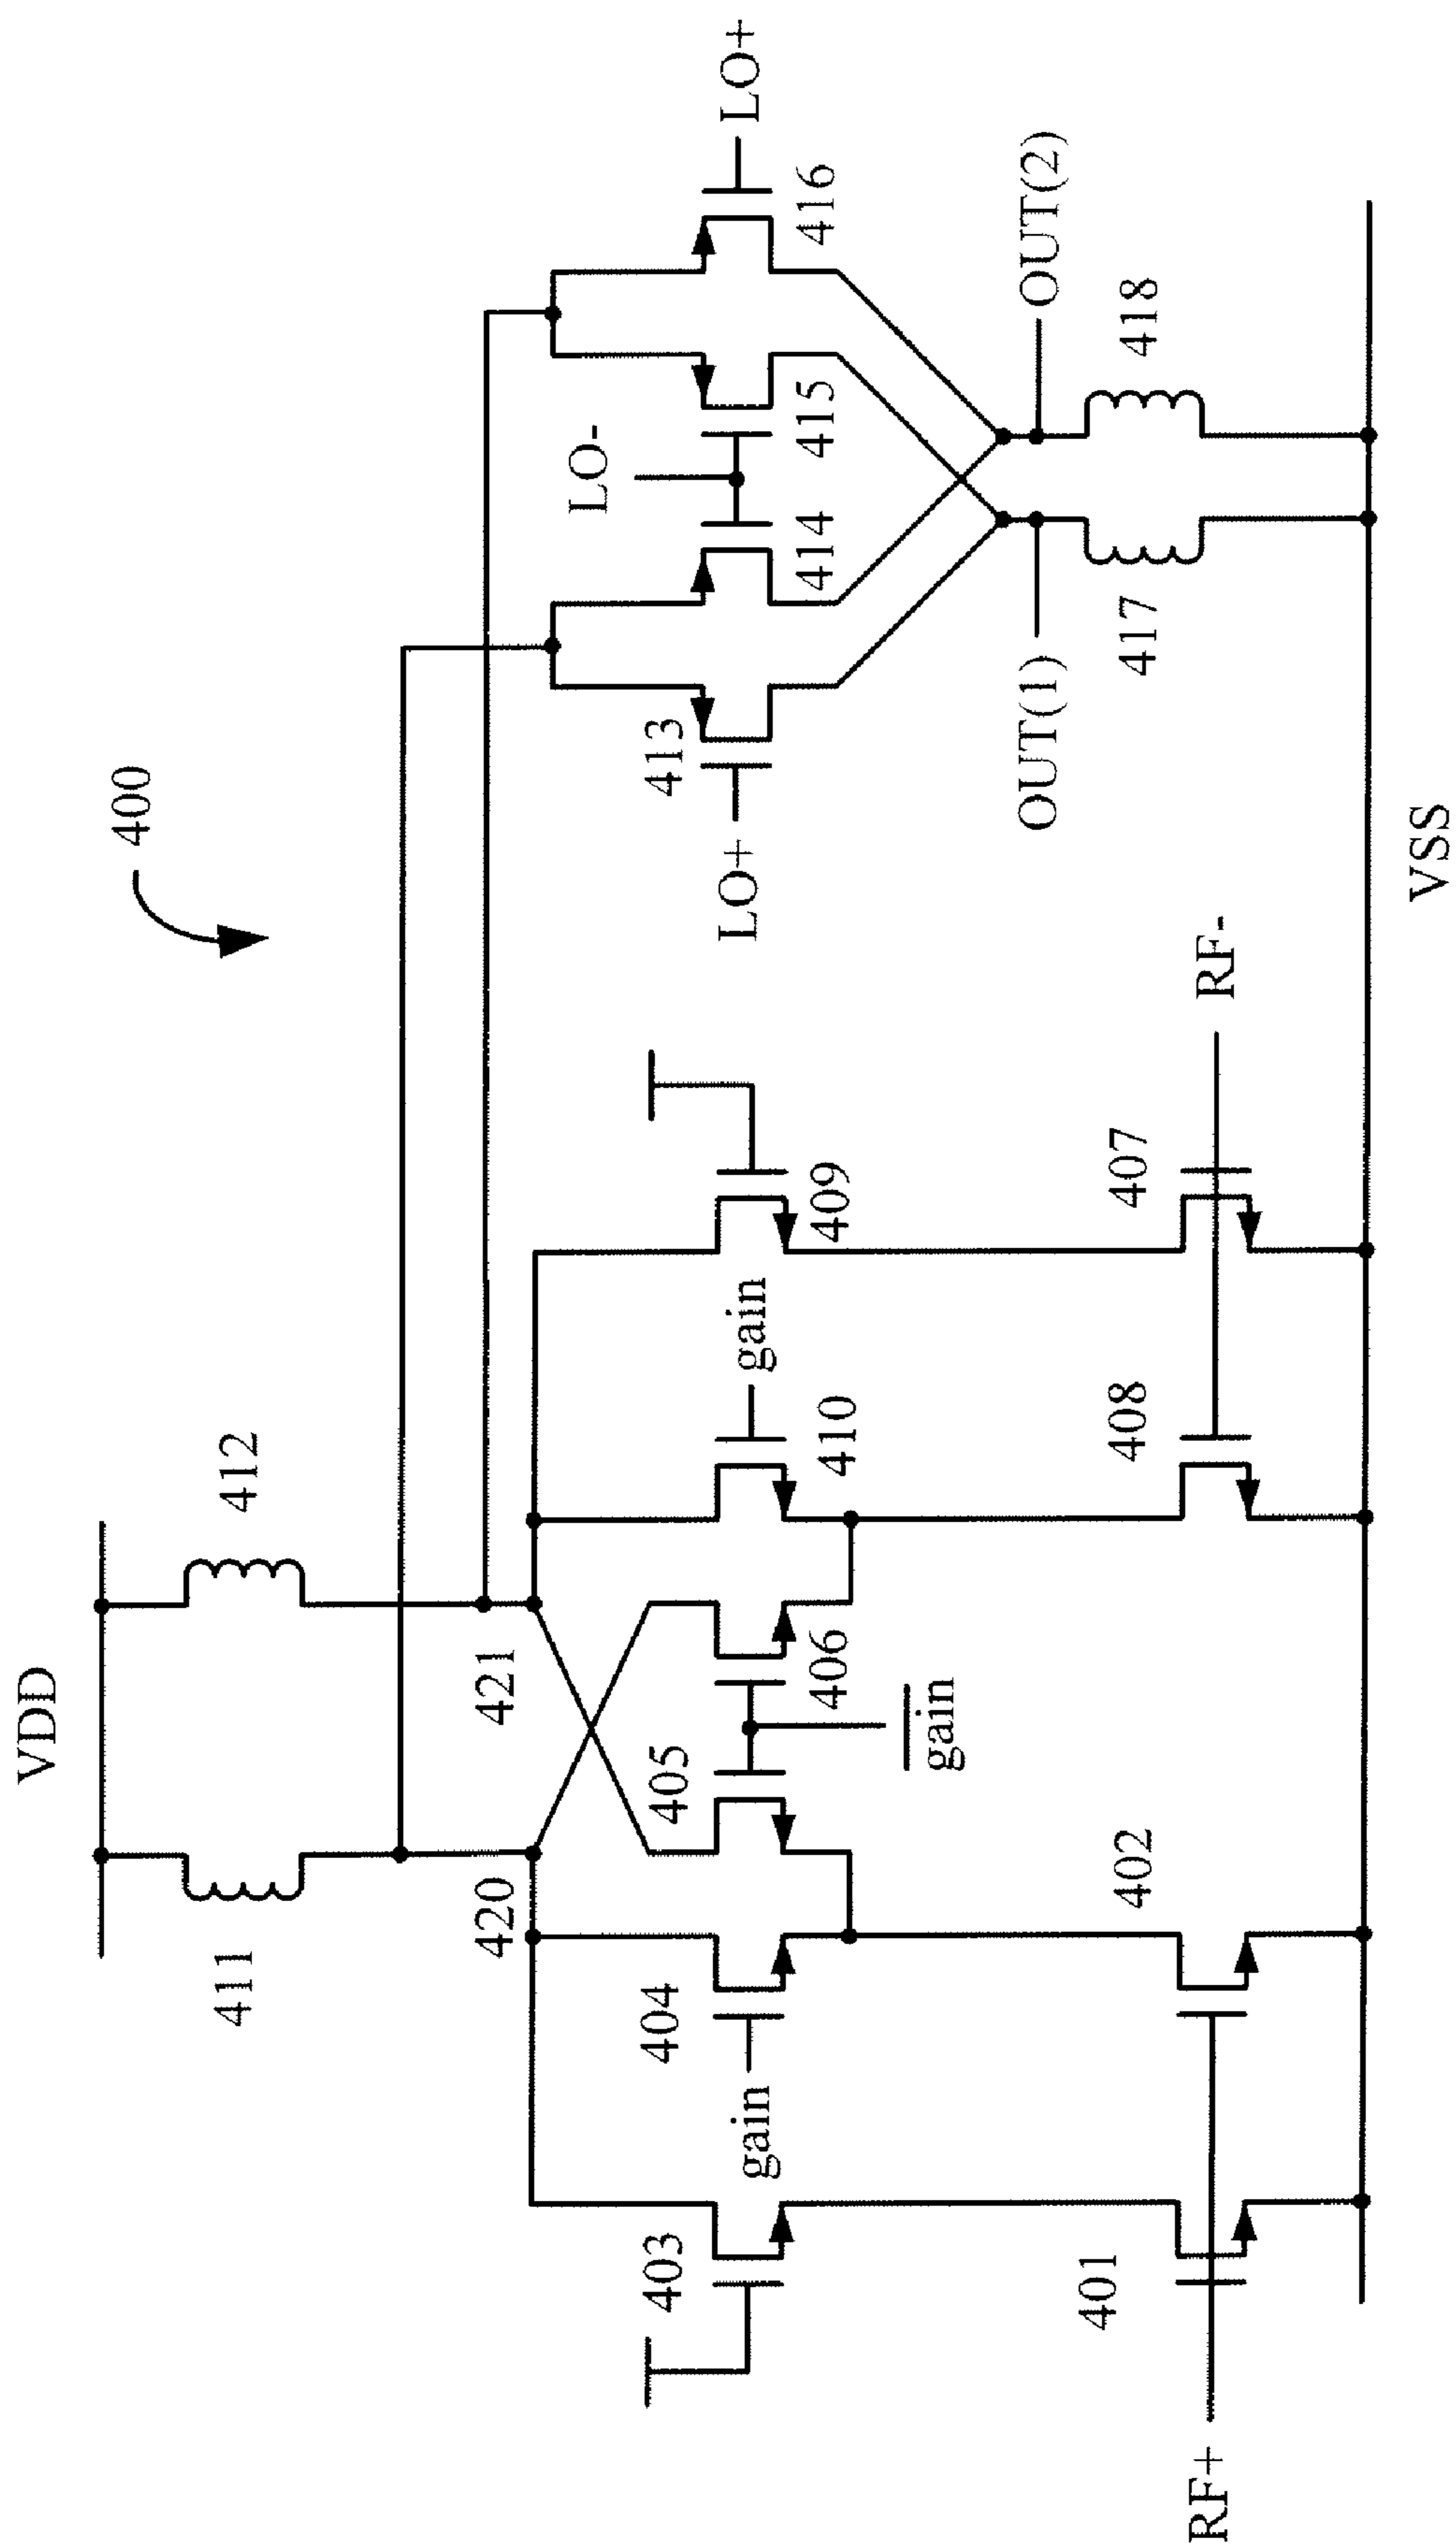 400
VDD
411
412
420
421
LO-
LO+
413
414
415
416
LO+
403
gain
404
405
406
410
gain
409
gain
OUT(1)
OUT(2)
417
418
RF+
401
402
408
407
RF-
VSS